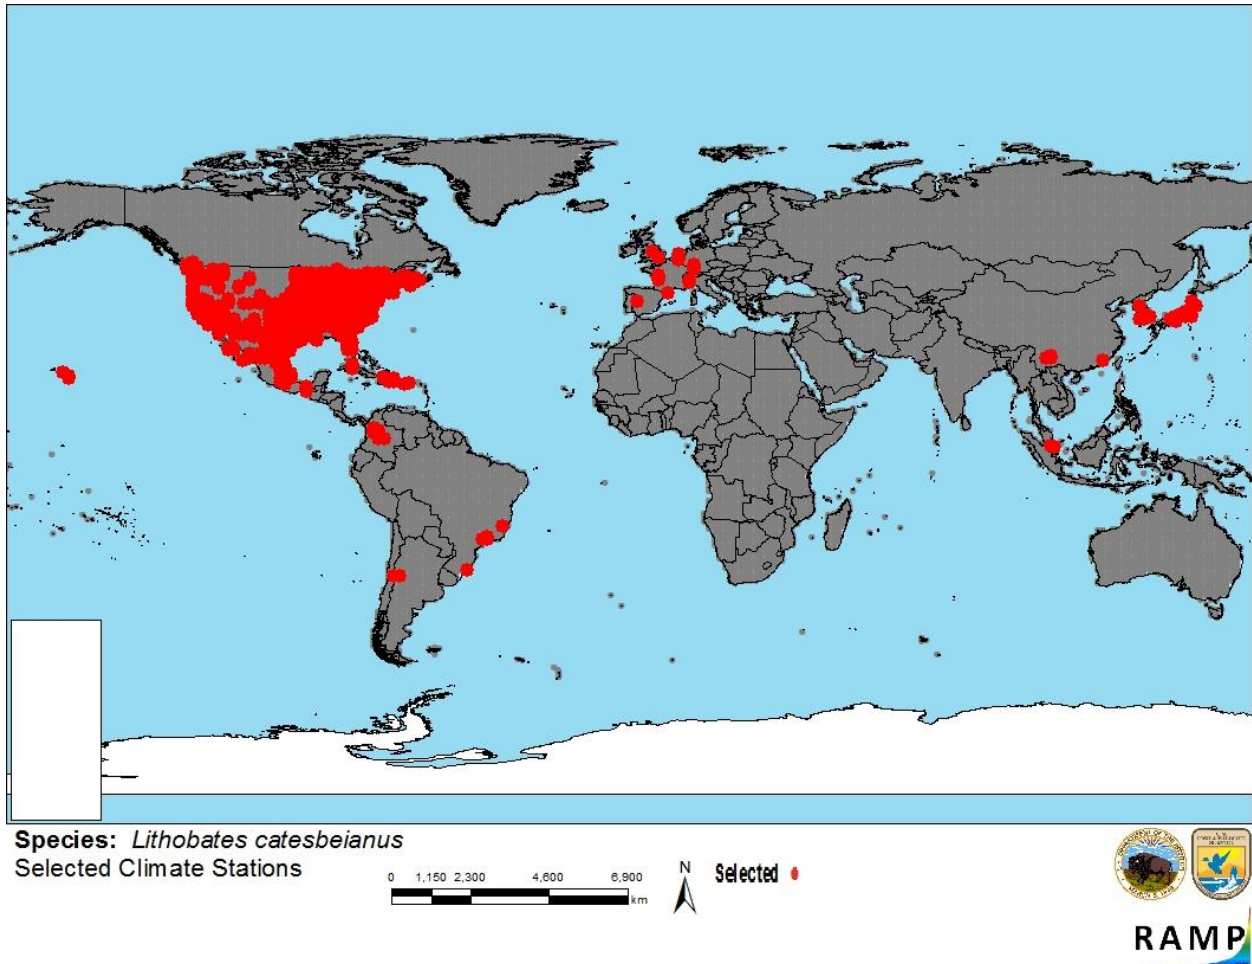 Species: Lithobates catesbeianus
Selected Climate Stations
0 1,150 2,300 4,600 6,900
km
N
Selected
RAMP